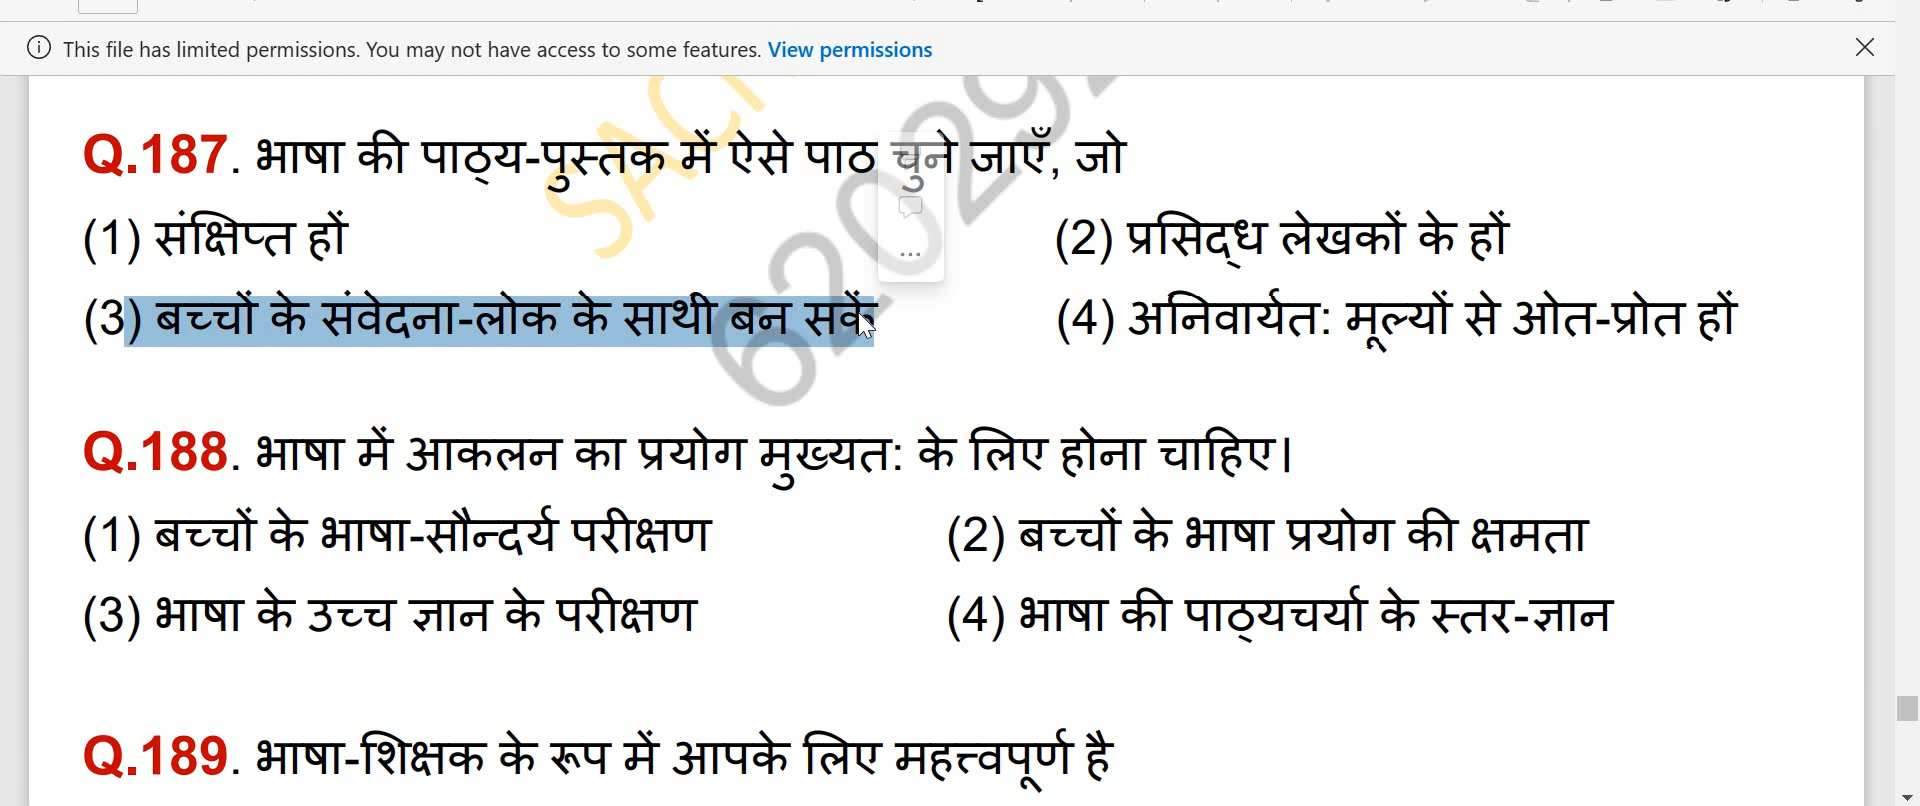 This file has limited permissions. You may not have access to some features. View permissions
SACH
62029
Q.187. भाषा की पाठ्य-पुस्तक में ऐसे पाठ चुने जाएँ, जो
(1) संक्षिप्त हों (2) प्रसिद्ध लेखकों के हों
(3) बच्चों के संवेदना-लोक के साथी बन सकें (4) अनिवार्यत: मूल्यों से ओत-प्रोत हों
Q.188. भाषा में आकलन का प्रयोग मुख्यत: के लिए होना चाहिए।
(1) बच्चों के भाषा-सौन्दर्य परीक्षण (2) बच्चों के भाषा प्रयोग की क्षमता
(3) भाषा के उच्च ज्ञान के परीक्षण (4) भाषा की पाठ्यचर्या के स्तर-ज्ञान
Q.189. भाषा-शिक्षक के रूप में आपके लिए महत्त्वपूर्ण है